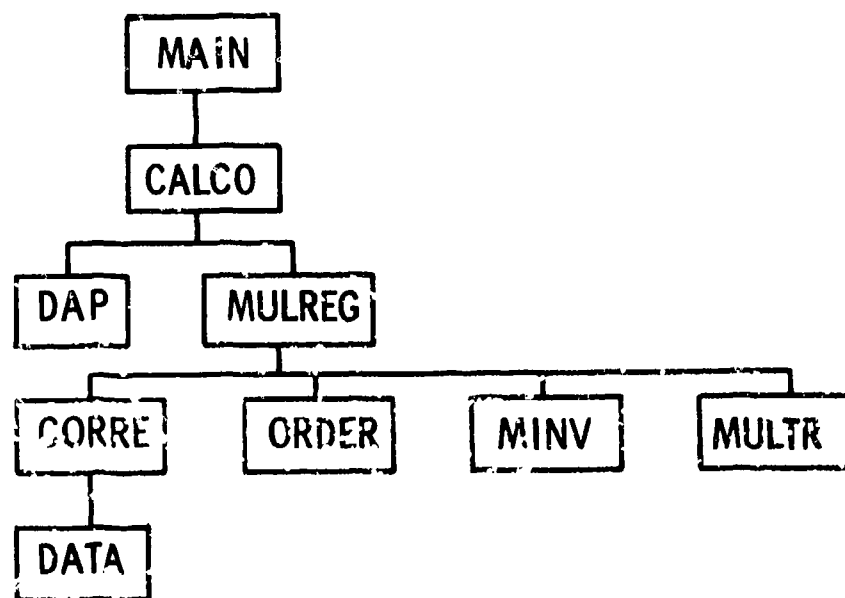 MAIN
CALCO
DAP
MULREG
CORRE
ORDER
MINV
MULTR
DATA